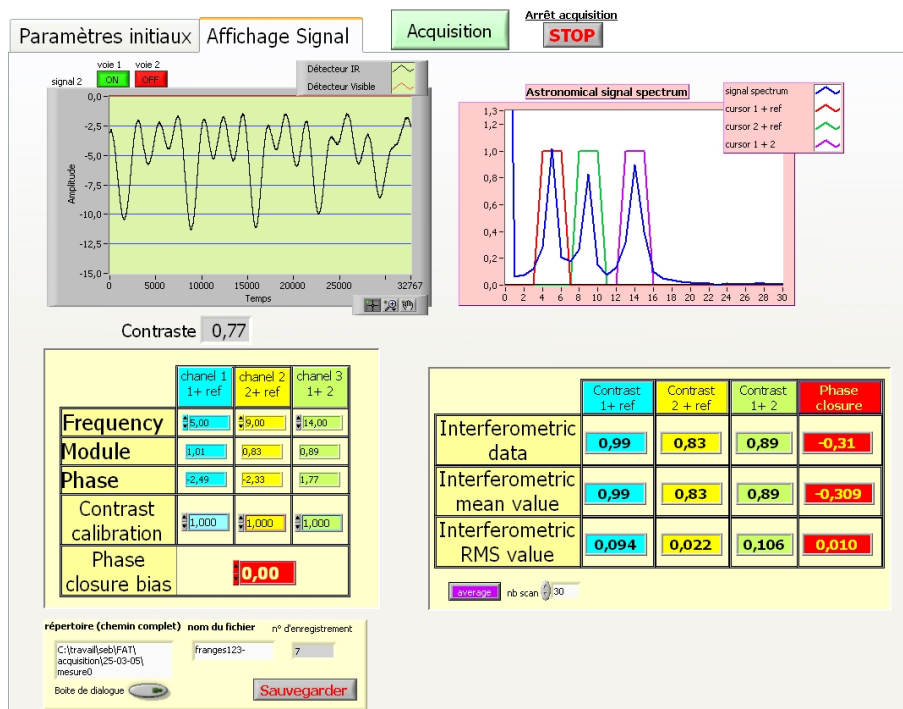 Paramètres initiaux
Affichage Signal
Acquisition
Arrêt acquisition
STOP
signal 2
voie 1
voie 2
ON
OFF
Détecteur IR
Détecteur Visible
Amplitude
0,0
-2,5
-5,0
-7,5
-10,0
-12,5
-15,0
0 5000 10000 15000 20000 25000 32767
Temps
Astronomical signal spectrum
signal spectrum
cursor 1 + ref
cursor 2 + ref
cursor 1 + 2
1,3
1,2
1,0
0,8
0,6
0,4
0,2
0,0
0 2 4 6 8 10 12 14 16 18 20 22 24 26 28 30
Contraste 0,77
chanel 1 1+ ref
chanel 2 2+ ref
chanel 3 1+ 2
Frequency 5,00 9,00 14,00
Module 1,01 0,83 0,89
Phase -2,49 -2,33 1,77
Contrast calibration 1,000 1,000 1,000
Phase closure bias 0,00
Contrast 1+ ref
Contrast 2 + ref
Contrast 1+ 2
Phase closure
Interferometric data 0,99 0,83 0,89 -0,31
Interferometric mean value 0,99 0,83 0,89 -0,309
Interferometric RMS value 0,094 0,022 0,106 0,010
average nb scan 30
répertoire (chemin complet)
nom du fichier
n° d'enregistrement
C:\travail\seb\FAT\
acquisition\25-03-05\
mesure0
franges123-
7
Boite de dialogue
Sauvegarder